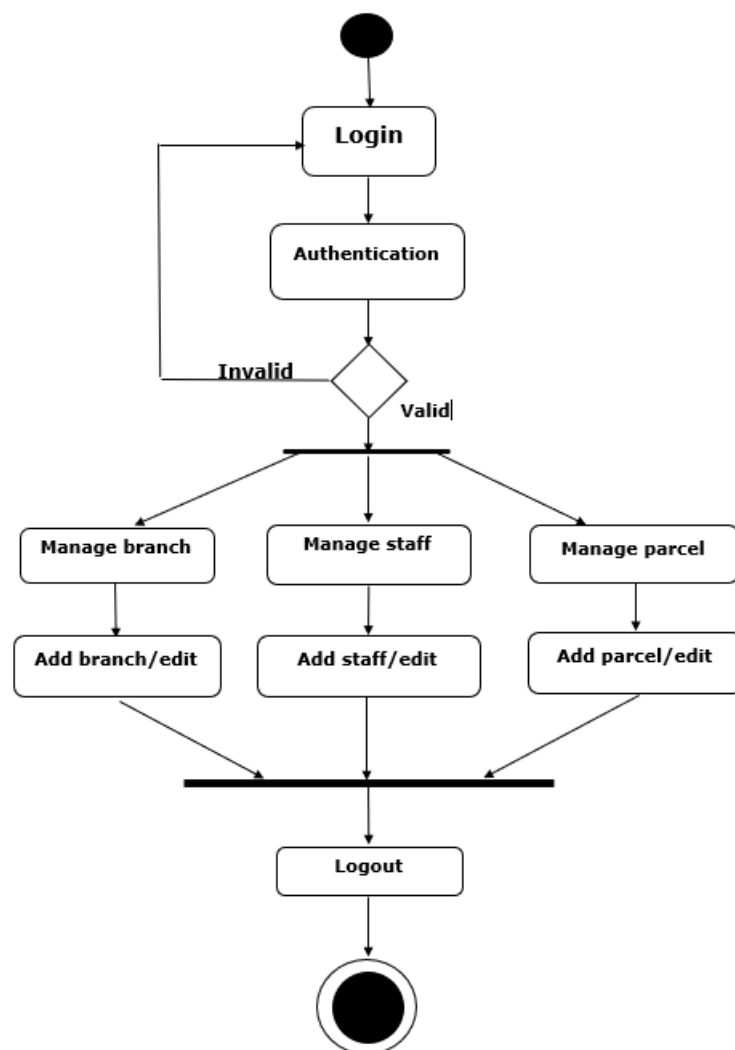 Login
Authentication
Invalid
Valid
Manage branch
Manage staff
Manage parcel
Add branch/edit
Add staff/edit
Add parcel/edit
Logout